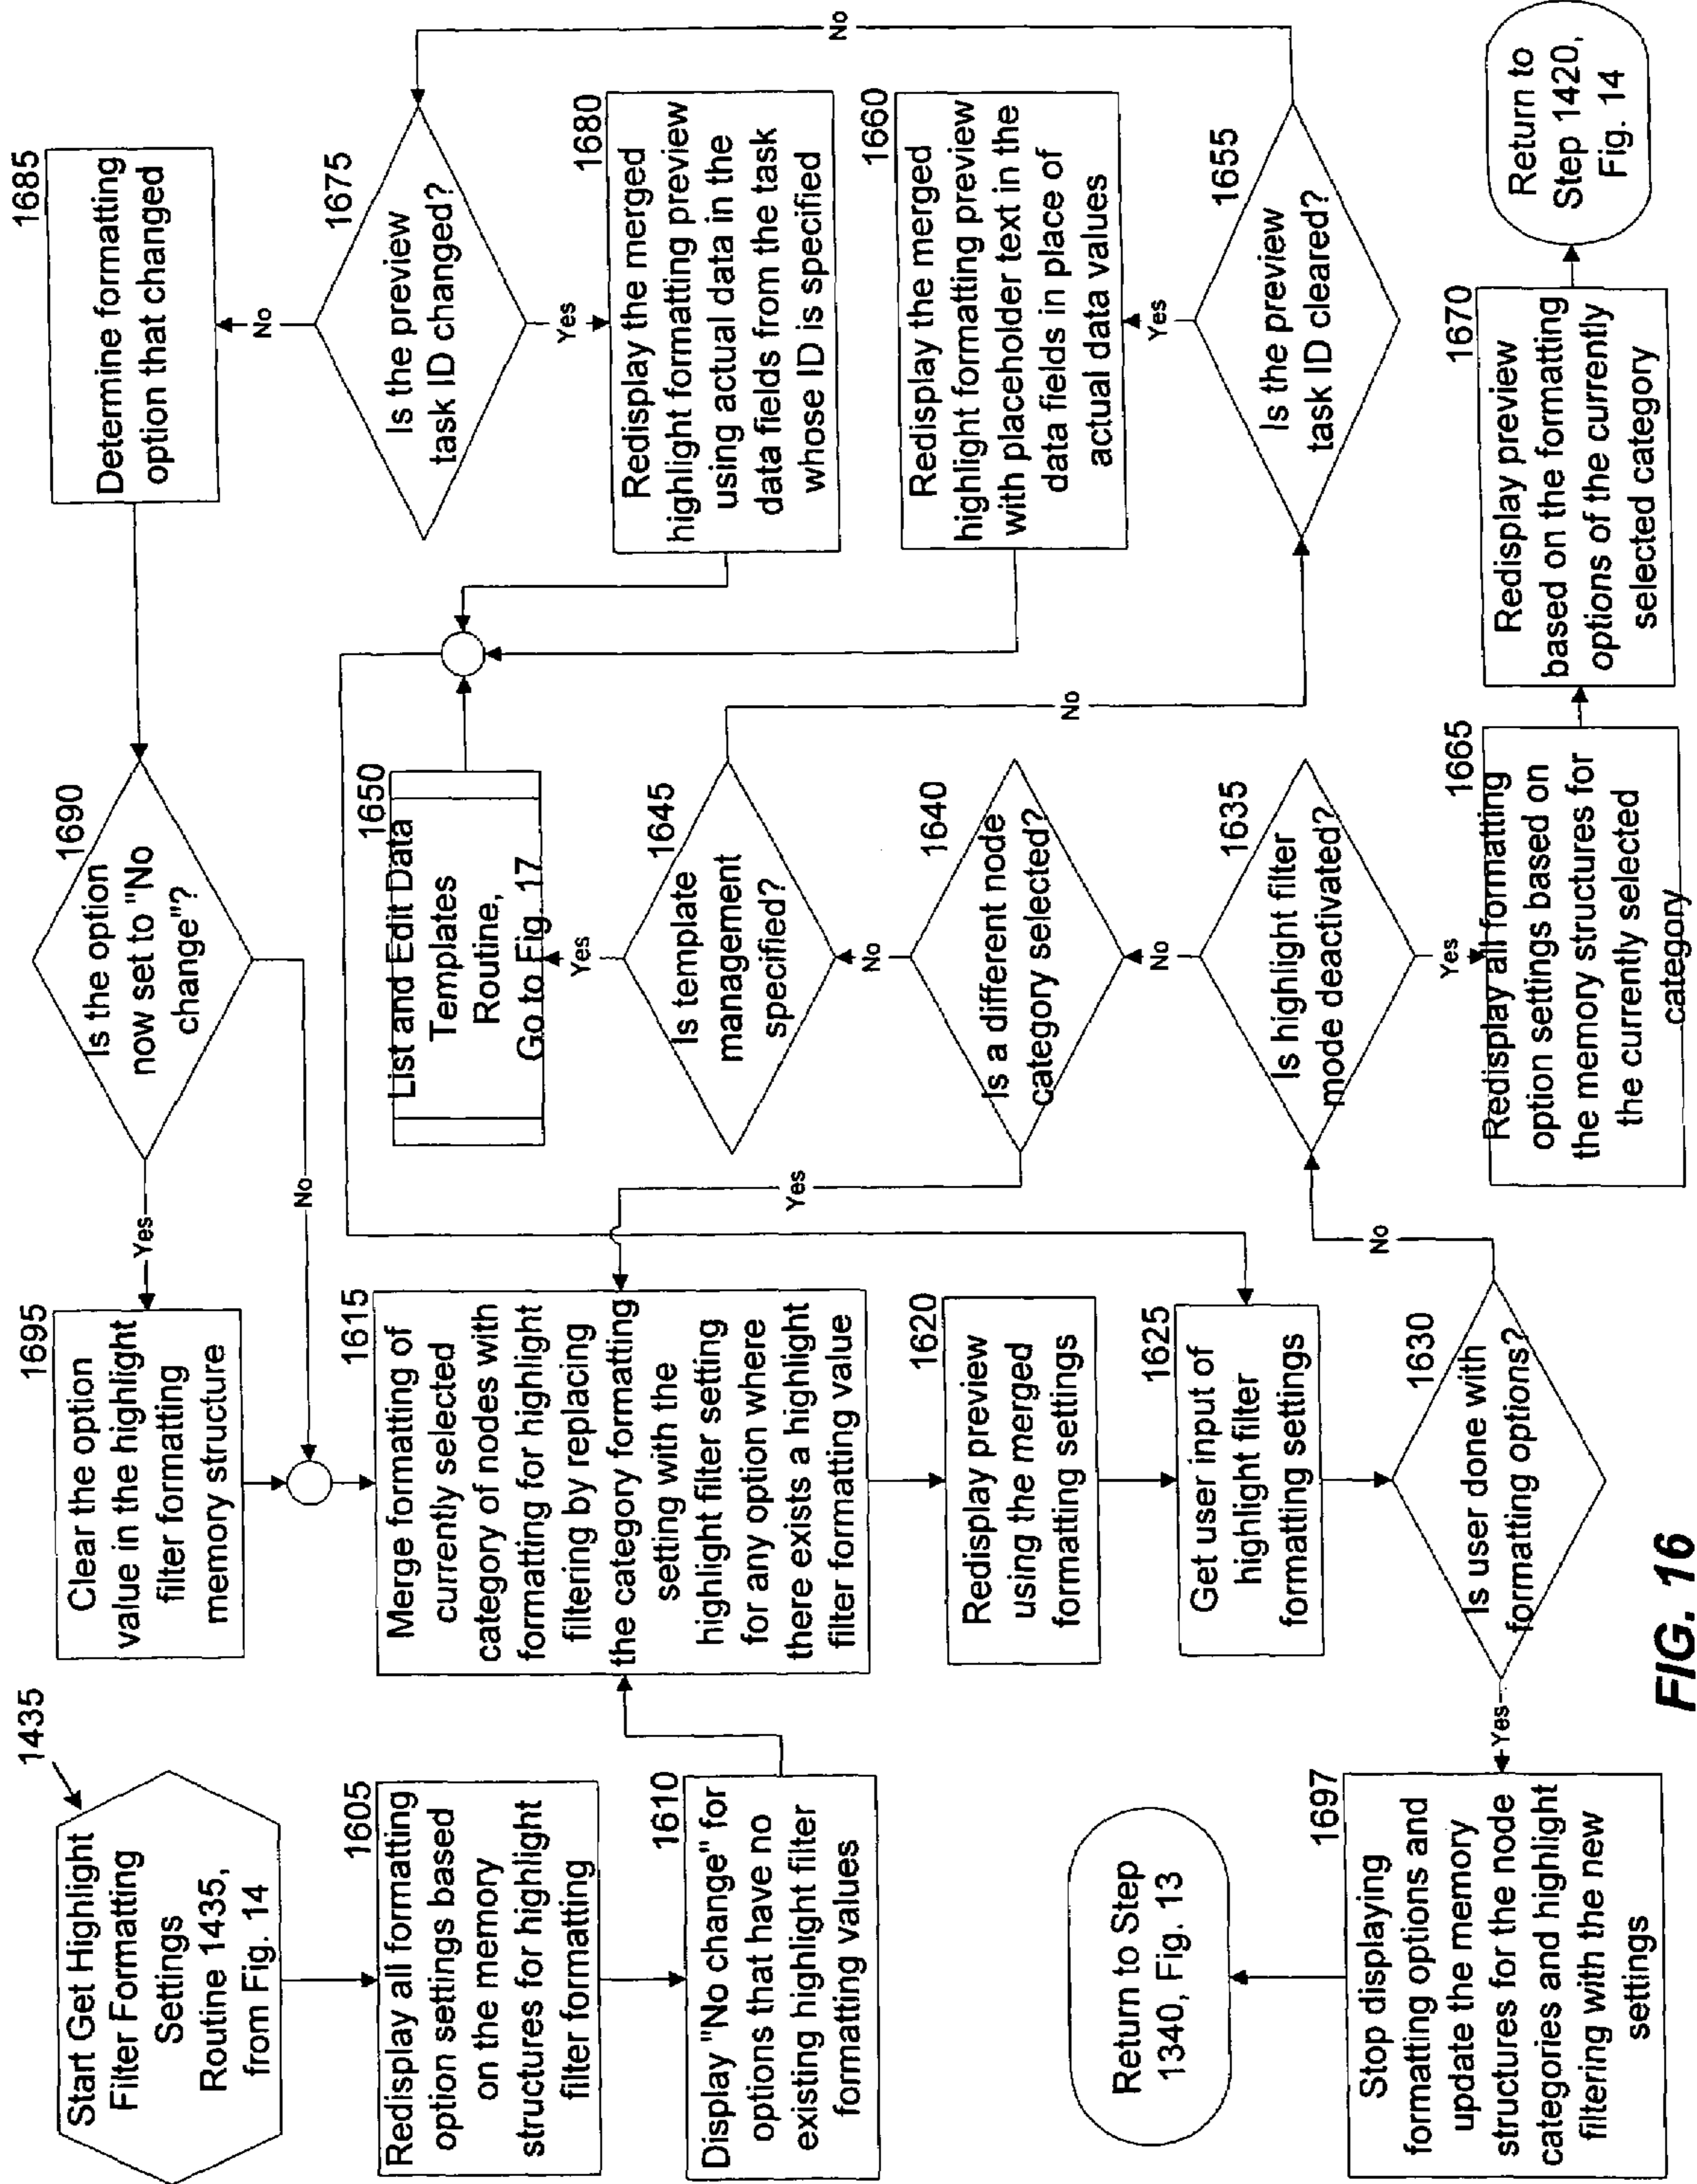 1435
Start Get Highlight
Filter Formatting
Settings
Routine 1435,
from Fig. 14
1605
Redisplay all formatting
option settings based
on the memory
structures for highlight
filter formatting
1610
Display "No change" for
options that have no
existing highlight filter
formatting values
1695
Clear the option
value in the highlight
filter formatting
memory structure
1615
Merge formatting of
currently selected
category of nodes with
formatting for highlight
filtering by replacing
the category formatting
setting with the
highlight filter setting
for any option where
there exists a highlight
filter formatting value
1620
Redisplay preview
using the merged
formatting settings
1625
Get user input of
highlight filter
formatting settings
1630
Is user done with
formatting options?
Yes
No
1697
Stop displaying
formatting options and
update the memory
structures for the node
categories and highlight
filtering with the new
settings
Return to Step
1340, Fig. 13
1690
Is the option
now set to "No
change"?
Yes
No
1650
List and Edit Data
Templates
Routine,
Go to Fig. 17
1645
Is template
management
specified?
Yes
No
1640
Is a different node
category selected?
Yes
No
1635
Is highlight filter
mode deactivated?
No
Yes
1665
Redisplay all formatting
option settings based on
the memory structures for
the currently selected
category
1685
Determine formatting
option that changed
1675
Is the preview
task ID changed?
No
Yes
1680
Redisplay the merged
highlight formatting preview
using actual data in the
data fields from the task
whose ID is specified
1660
Redisplay the merged
highlight formatting preview
with placeholder text in the
data fields in place of
actual data values
1655
Is the preview
task ID cleared?
Yes
No
1670
Redisplay preview
based on the formatting
options of the currently
selected category
Return to
Step 1420,
Fig. 14
FIG. 16